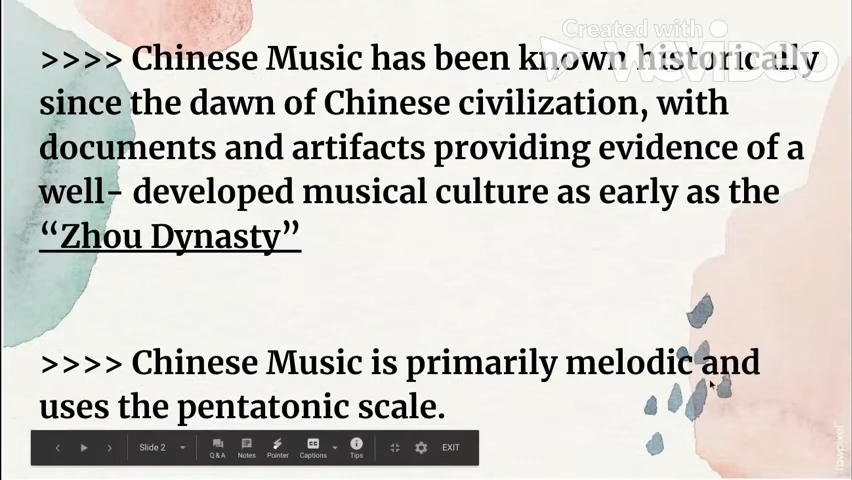 Created with
WeVideo
>>>> Chinese Music has been known historically
since the dawn of Chinese civilization, with
documents and artifacts providing evidence of a
well- developed musical culture as early as the
“Zhou Dynasty”
>>>> Chinese Music is primarily melodic and
uses the pentatonic scale.
Slide 2
Q&A Notes Pointer Captions Tips
EXIT
rawpixel